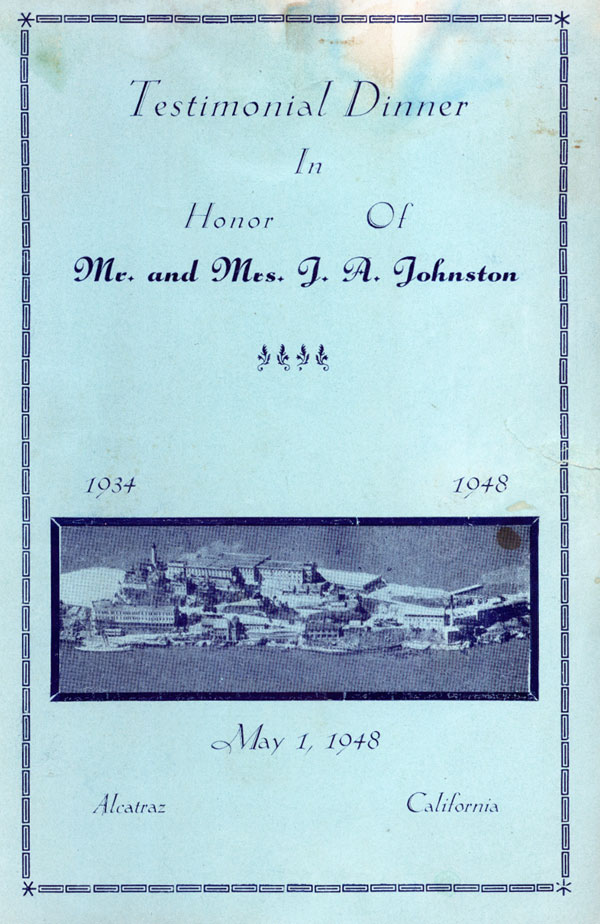 Testimonial Dinner
In
Honor Of
Mr. and Mrs. J. A. Johnston
1934 1948
May 1, 1948
Alcatraz California